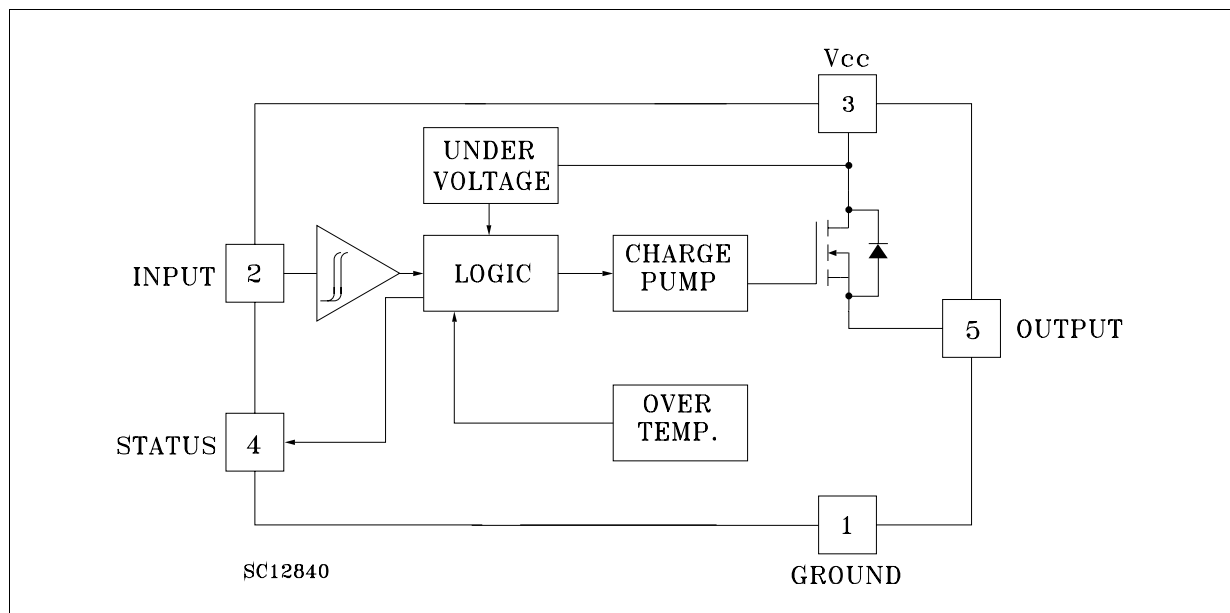 Vcc
3
UNDER
VOLTAGE
INPUT
2
LOGIC
CHARGE
PUMP
5
OUTPUT
OVER
TEMP.
STATUS
4
1
GROUND
SC12840